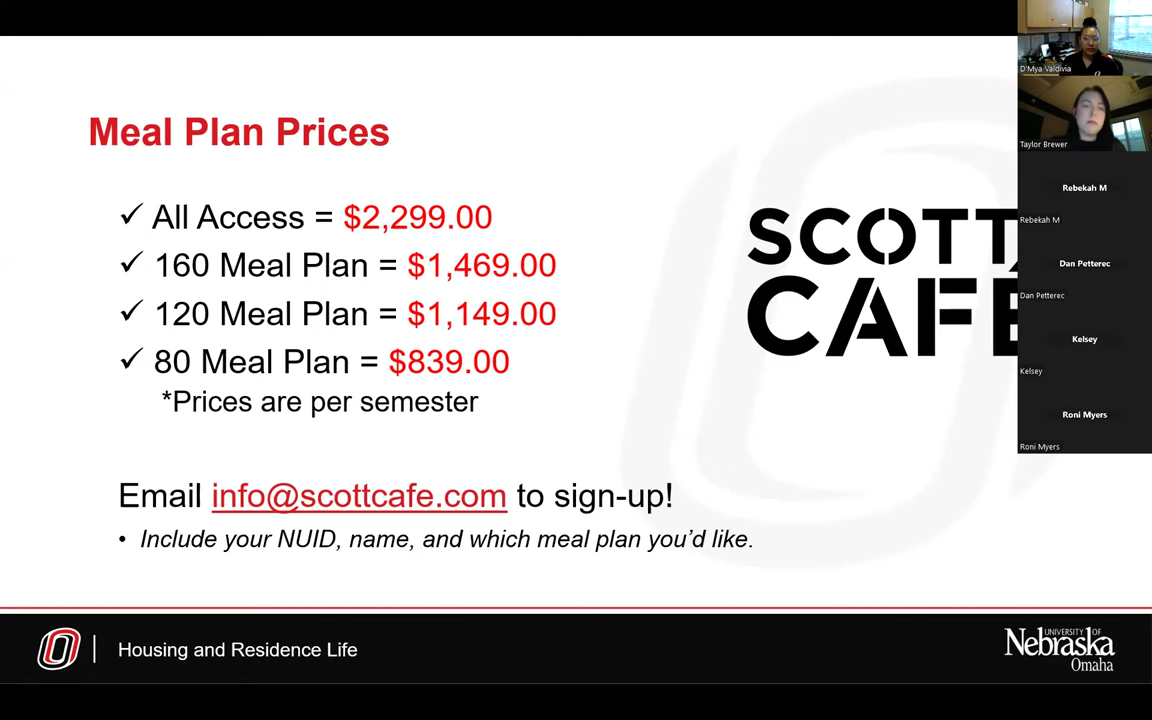 Meal Plan Prices
✓ All Access = $2,299.00
✓ 160 Meal Plan = $1,469.00
✓ 120 Meal Plan = $1,149.00
✓ 80 Meal Plan = $839.00
*Prices are per semester
Email info@scottcafe.com to sign-up!
• Include your NUID, name, and which meal plan you'd like.
SCOTT
CAFE
D'Mya Valdivia
Taylor Brewer
Rebekah M
Rebekah M
Dan Petterec
Dan Petterec
Kelsey
Kelsey
Roni Myers
Roni Myers
O
Housing and Residence Life
UNIVERSITY OF
Nebraska
Omaha